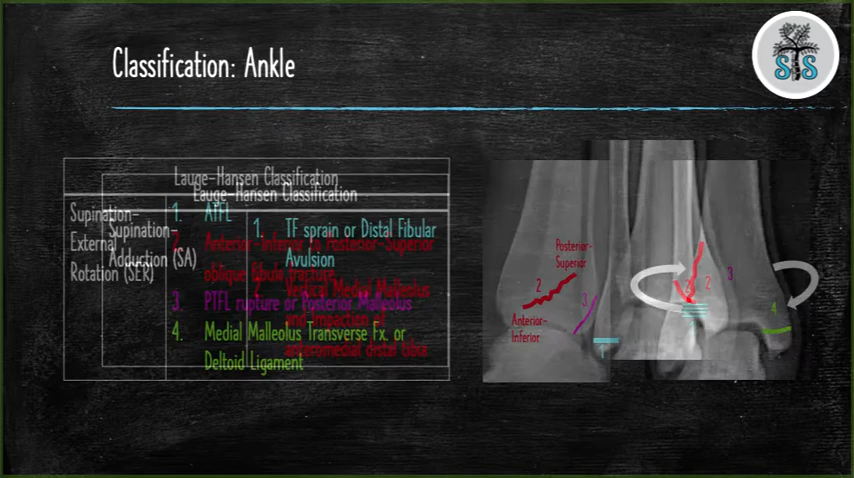 Classification: Ankle
SIS
Lauge-Hansen Classification
Supination-
External
Rotation (SER)
1. ATFL
2. Anterior-Inferior to Posterior-Superior
oblique fibula fracture
3. PTFL rupture or Posterior Malleolus
4. Medial Malleolus Transverse Fx. or
Deltoid Ligament
Lauge-Hansen Classification
Supination-
Adduction (SA)
1. TF sprain or Distal Fibular
Avulsion
2. Vertical Medial Malleolus
and impaction of
anteromedial distal tibia
Posterior-
Superior
2
3
Anterior-
Inferior
1
2
3
4